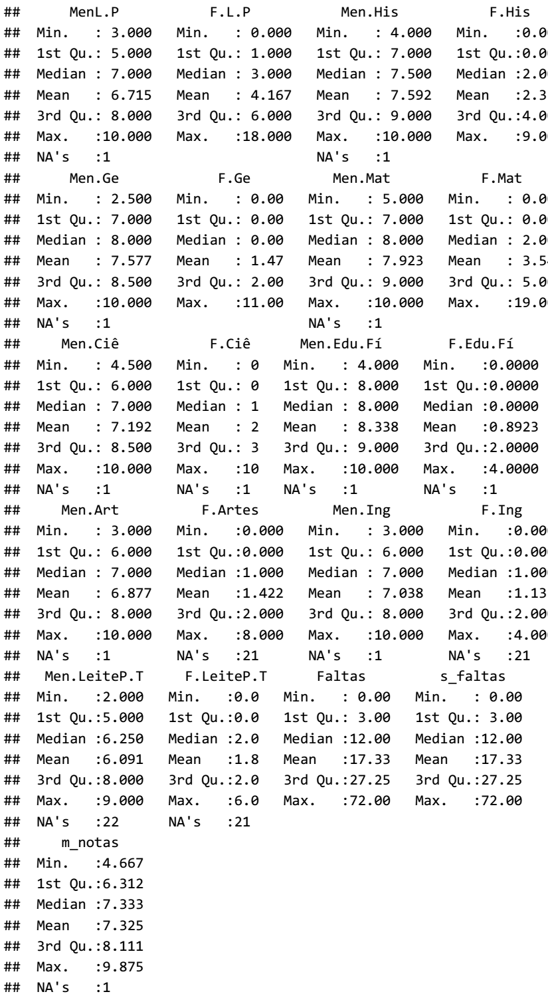 ##      MenL.P           F.L.P           Men.His           F.His
##  Min.   : 3.000   Min.   : 0.000   Min.   : 4.000   Min.   :0.0
##  1st Qu.: 5.000   1st Qu.: 1.000   1st Qu.: 7.000   1st Qu.:0.0
##  Median : 7.000   Median : 3.000   Median : 7.500   Median :2.0
##  Mean   : 6.715   Mean   : 4.167   Mean   : 7.592   Mean   :2.3
##  3rd Qu.: 8.000   3rd Qu.: 6.000   3rd Qu.: 9.000   3rd Qu.:4.0
##  Max.   :10.000   Max.   :18.000   Max.   :10.000   Max.   :9.0
##  NA's   :1                         NA's   :1
##      Men.Ge           F.Ge          Men.Mat           F.Mat
##  Min.   : 2.500   Min.   : 0.00   Min.   : 5.000   Min.   : 0.0
##  1st Qu.: 7.000   1st Qu.: 0.00   1st Qu.: 7.000   1st Qu.: 0.0
##  Median : 8.000   Median : 0.00   Median : 8.000   Median : 2.0
##  Mean   : 7.577   Mean   : 1.47   Mean   : 7.923   Mean   : 3.5
##  3rd Qu.: 8.500   3rd Qu.: 2.00   3rd Qu.: 9.000   3rd Qu.: 5.0
##  Max.   :10.000   Max.   :11.00   Max.   :10.000   Max.   :19.0
##  NA's   :1                        NA's   :1
##     Men.Ciê           F.Ciê      Men.Edu.Fí        F.Edu.Fí
##  Min.   : 4.500   Min.   : 0   Min.   : 4.000   Min.   :0.0000
##  1st Qu.: 6.000   1st Qu.: 0   1st Qu.: 8.000   1st Qu.:0.0000
##  Median : 7.000   Median : 1   Median : 8.000   Median :0.0000
##  Mean   : 7.192   Mean   : 2   Mean   : 8.338   Mean   :0.8923
##  3rd Qu.: 8.500   3rd Qu.: 3   3rd Qu.: 9.000   3rd Qu.:2.0000
##  Max.   :10.000   Max.   :10   Max.   :10.000   Max.   :4.0000
##  NA's   :1        NA's   :1    NA's   :1        NA's   :1
##     Men.Art          F.Artes         Men.Ing           F.Ing
##  Min.   : 3.000   Min.   :0.000   Min.   : 3.000   Min.   :0.00
##  1st Qu.: 6.000   1st Qu.:0.000   1st Qu.: 6.000   1st Qu.:0.00
##  Median : 7.000   Median :1.000   Median : 7.000   Median :1.00
##  Mean   : 6.877   Mean   :1.422   Mean   : 7.038   Mean   :1.13
##  3rd Qu.: 8.000   3rd Qu.:2.000   3rd Qu.: 8.000   3rd Qu.:2.00
##  Max.   :10.000   Max.   :8.000   Max.   :10.000   Max.   :4.00
##  NA's   :1        NA's   :21      NA's   :1        NA's   :21
##   Men.LeiteP.T    F.LeiteP.T      Faltas         s_faltas
##  Min.   :2.000   Min.   :0.0   Min.   : 0.00   Min.   : 0.00
##  1st Qu.:5.000   1st Qu.:0.0   1st Qu.: 3.00   1st Qu.: 3.00
##  Median :6.250   Median :2.0   Median :12.00   Median :12.00
##  Mean   :6.091   Mean   :1.8   Mean   :17.33   Mean   :17.33
##  3rd Qu.:8.000   3rd Qu.:2.0   3rd Qu.:27.25   3rd Qu.:27.25
##  Max.   :9.000   Max.   :6.0   Max.   :72.00   Max.   :72.00
##  NA's   :22      NA's   :21
##     m_notas
##  Min.   :4.667
##  1st Qu.:6.312
##  Median :7.333
##  Mean   :7.325
##  3rd Qu.:8.111
##  Max.   :9.875
##  NA's   :1